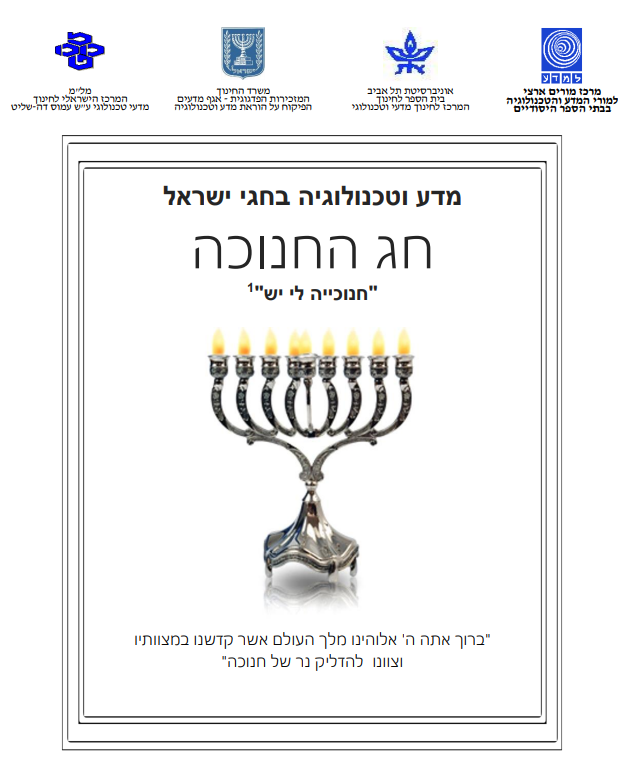 למדע
מרכז מורים ארצי
למורי המדע והטכנולוגיה
בבתי הספר היסודיים
אוניברסיטת תל אביב
בית הספר לחינוך
המרכז לחינוך מדעי וטכנולוגי
ישראל
משרד החינוך
המזכירות הפדגוגית - אגף מדעים
הפיקוח על הוראת מדע וטכנולוגיה
מל"מ
המרכז הישראלי לחינוך
מדעי טכנולוגי ע"ש עמוס דה-שליט
מדע וטכנולוגיה בחגי ישראל
חג החנוכה
"חנוכייה לי יש"1
"ברוך אתה ה' אלוהינו מלך העולם אשר קדשנו במצוותיו
וצוונו להדליק נר של חנוכה"